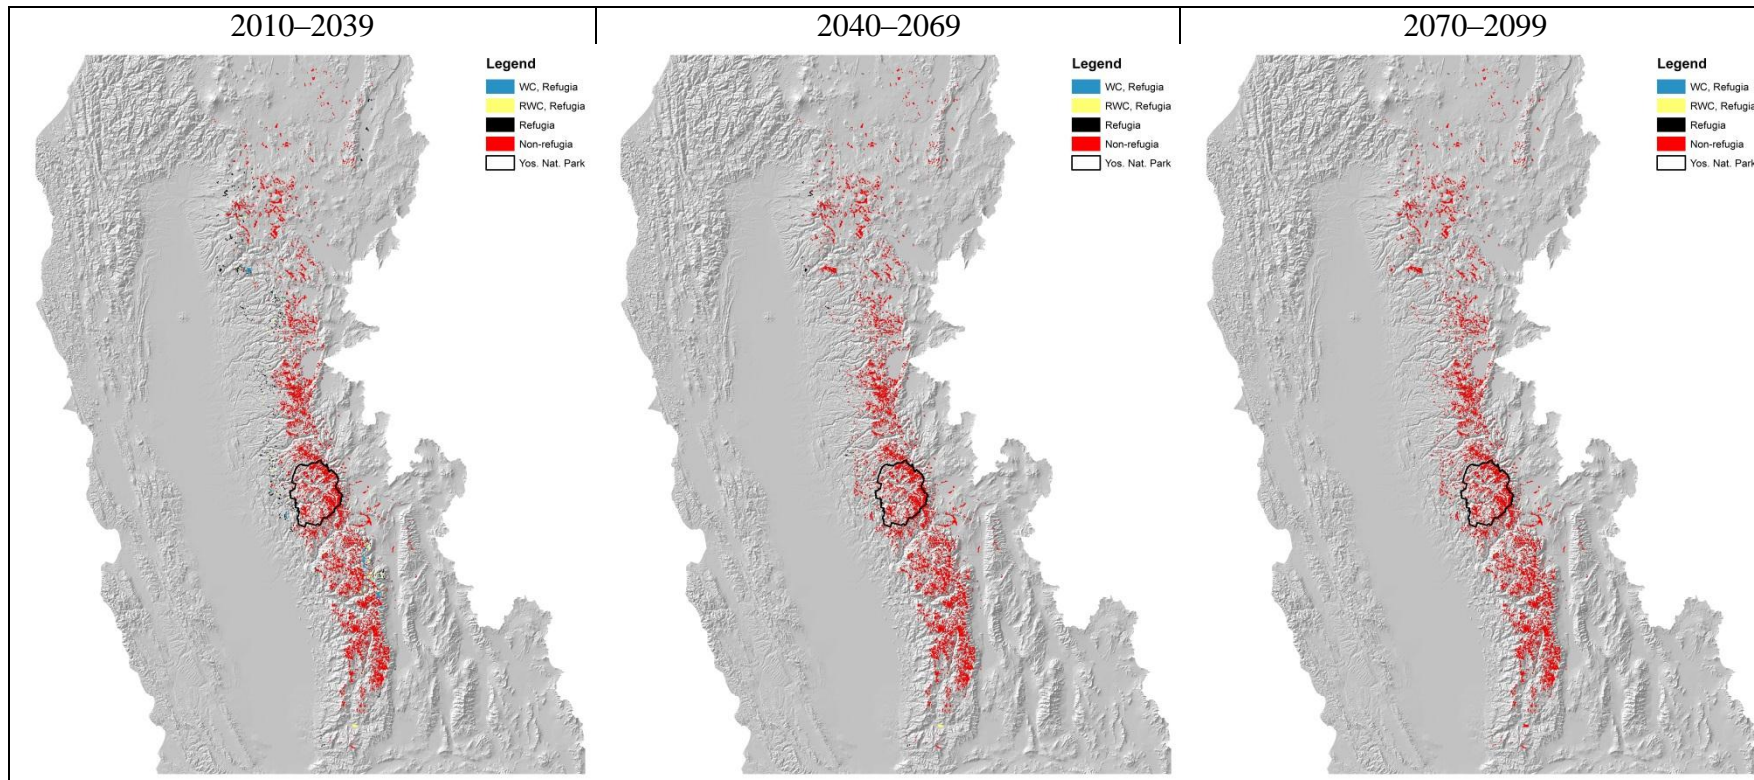 2010–2039
2040–2069
2070–2099
Legend
WC, Refugia
RWC, Refugia
Refugia
Non-refugia
Yos. Nat. Park
Legend
WC, Refugia
RWC, Refugia
Refugia
Non-refugia
Yos. Nat. Park
Legend
WC, Refugia
RWC, Refugia
Refugia
Non-refugia
Yos. Nat. Park